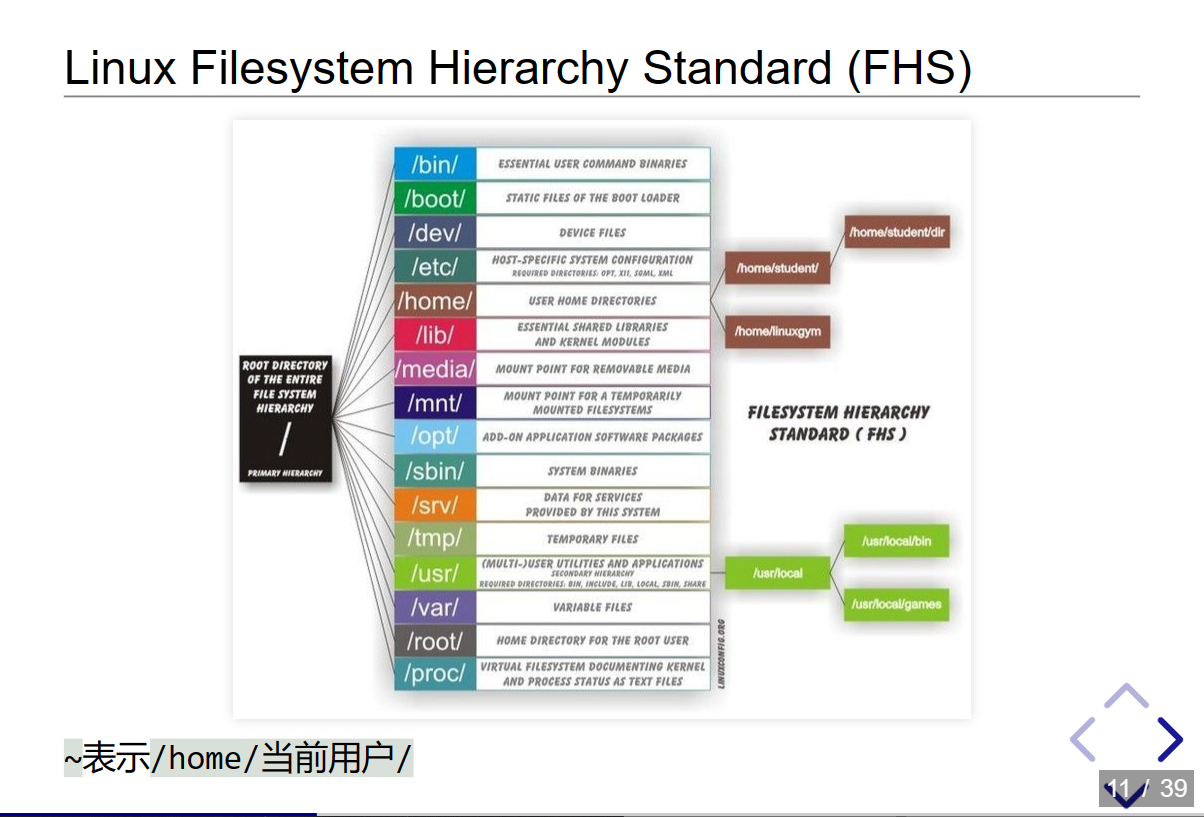 Linux Filesystem Hierarchy Standard (FHS)
ROOT DIRECTORY
OF THE ENTIRE
FILE SYSTEM
HIERARCHY
/
PRIMARY HIERARCHY
/bin/ ESSENTIAL USER COMMAND BINARIES
/boot/ STATIC FILES OF THE BOOT LOADER
/dev/ DEVICE FILES
/etc/ HOST-SPECIFIC SYSTEM CONFIGURATION
REQUIRED DIRECTORIES: OPT, XII, SGML, XML
/home/ USER HOME DIRECTORIES
/lib/ ESSENTIAL SHARED LIBRARIES
AND KERNEL MODULES
/media/ MOUNT POINT FOR REMOVABLE MEDIA
/mnt/ MOUNT POINT FOR A TEMPORARILY
MOUNTED FILESYSTEMS
/opt/ ADD-ON APPLICATION SOFTWARE PACKAGES
/sbin/ SYSTEM BINARIES
/srv/ DATA FOR SERVICES
PROVIDED BY THIS SYSTEM
/tmp/ TEMPORARY FILES
/usr/ (MULTI-)USER UTILITIES AND APPLICATIONS
SECONDARY HIERARCHY
REQUIRED DIRECTORIES: BIN, INCLUDE, LIB, LOCAL, SBIN, SHARE
/var/ VARIABLE FILES
/root/ HOME DIRECTORY FOR THE ROOT USER
/proc/ VIRTUAL FILESYSTEM DOCUMENTING KERNEL
AND PROCESS STATUS AS TEXT FILES
/home/student/
/home/student/dir
/home/linuxgym
FILESYSTEM HIERARCHY
STANDARD ( FHS )
/usr/local
/usr/local/bin
/usr/local/games
LINUXCONFIG.ORG
~表示/home/当前用户/
11 / 39